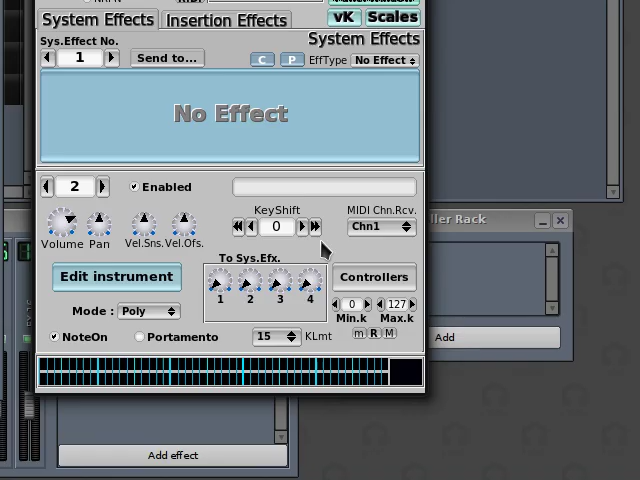 vK Scales
System Effects Insertion Effects
Sys.Effect No. System Effects
1 Send to... C P EffType No Effect
No Effect
2 Enabled
KeyShift MIDI Chn.Rcv.
0 Chn1
Volume Pan Vel.Sns. Vel.Ofs.
To Sys.Efx.
Edit instrument Controllers
1 2 3 4
0 127
Mode : Poly Min.k Max.k
NoteOn Portamento 15 KLmt m R M
ller Rack
Add
Add effect